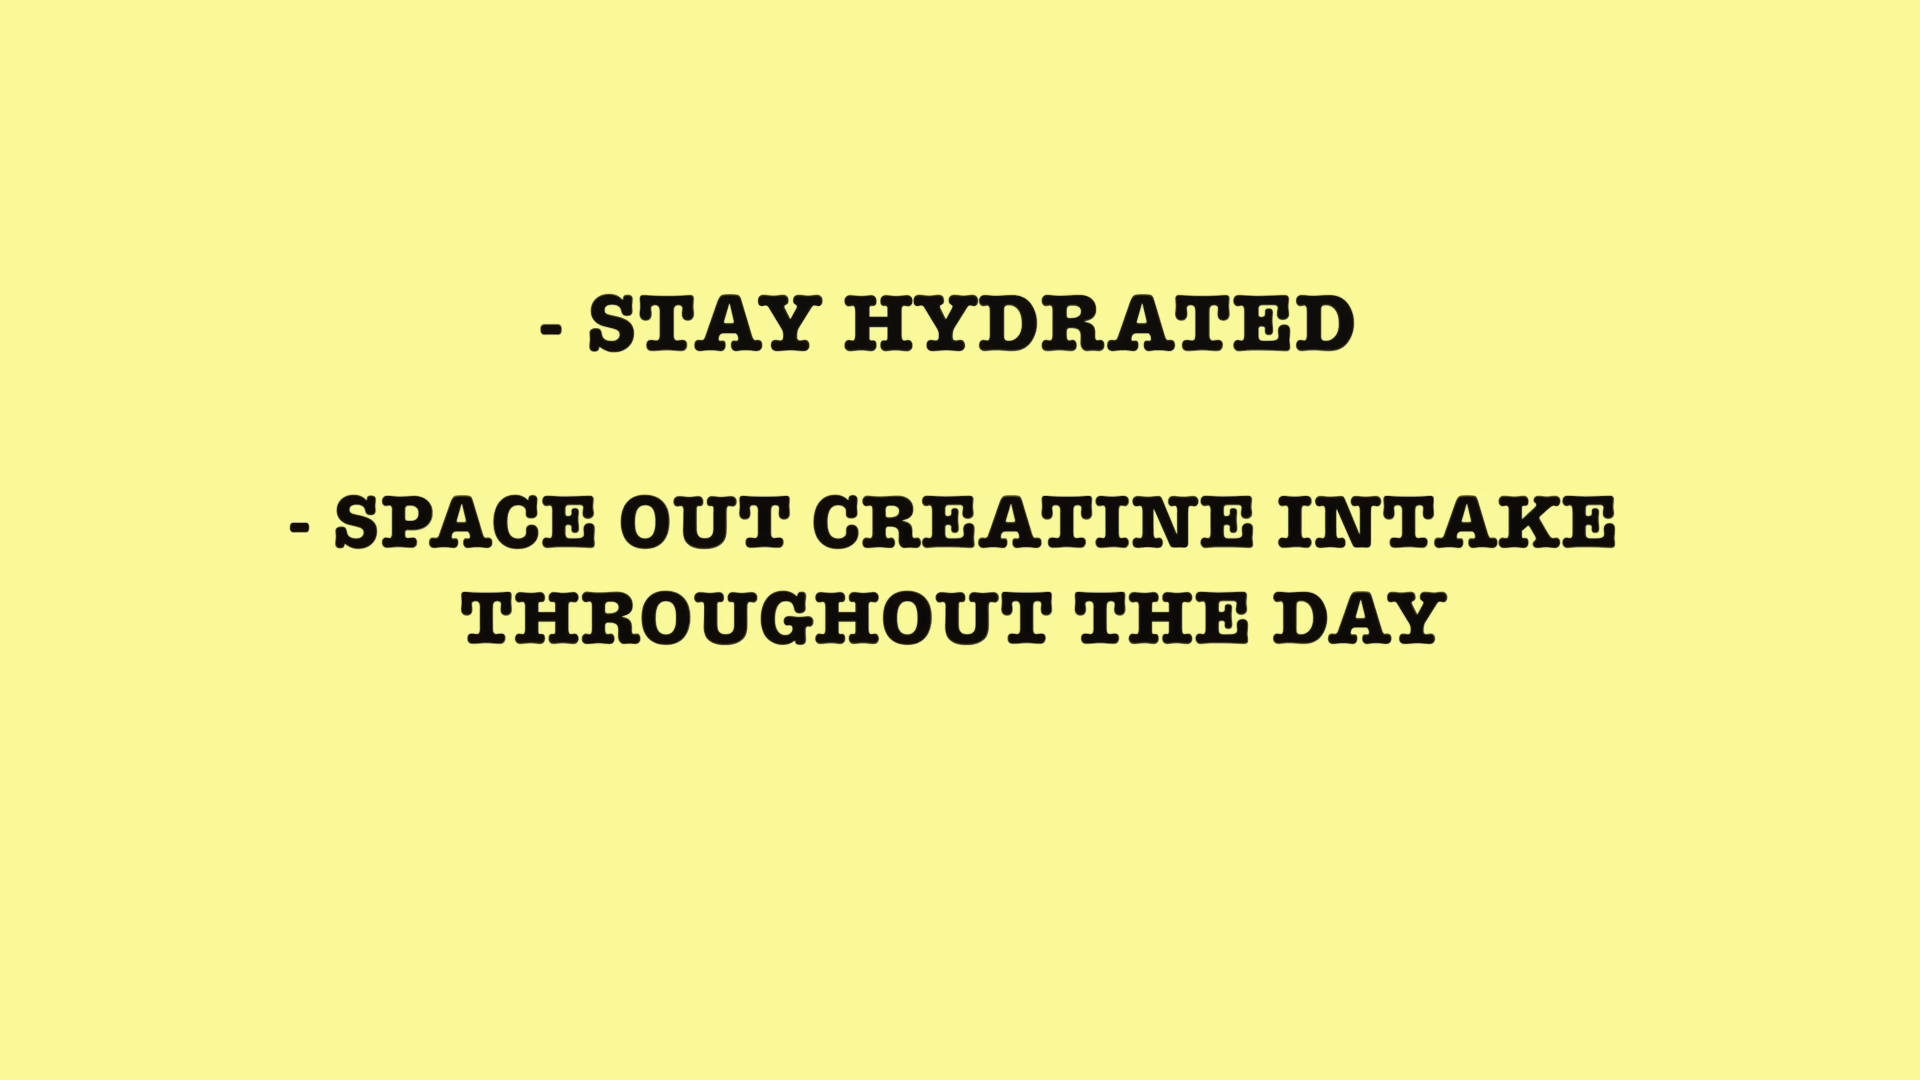 - STAY HYDRATED
- SPACE OUT CREATINE INTAKE
THROUGHOUT THE DAY